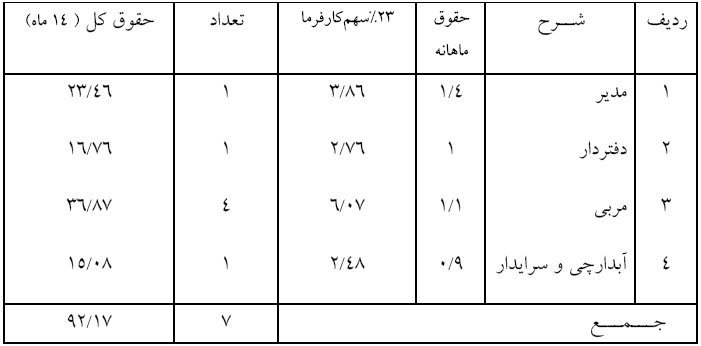 ردیف شـــرح حقوق ماهانه ۲۳٪سهم‌کارفرما تعداد حقوق کل ( ۱٤ ماه)
۱ مدیر ۱/٤ ۳/۸٦ ۱ ۲۳/٤٦
۲ دفتردار ۱ ۲/۷٦ ۱ ۱٦/۷٦
۳ مربی ۱/۱ ٦/۰۷ ٤ ۳٦/۸۷
٤ آبدارچی و سرایدار ۰/۹ ۲/٤۸ ۱ ۱٥/۰۸
جـــمـــع ۷ ۹۲/۱۷